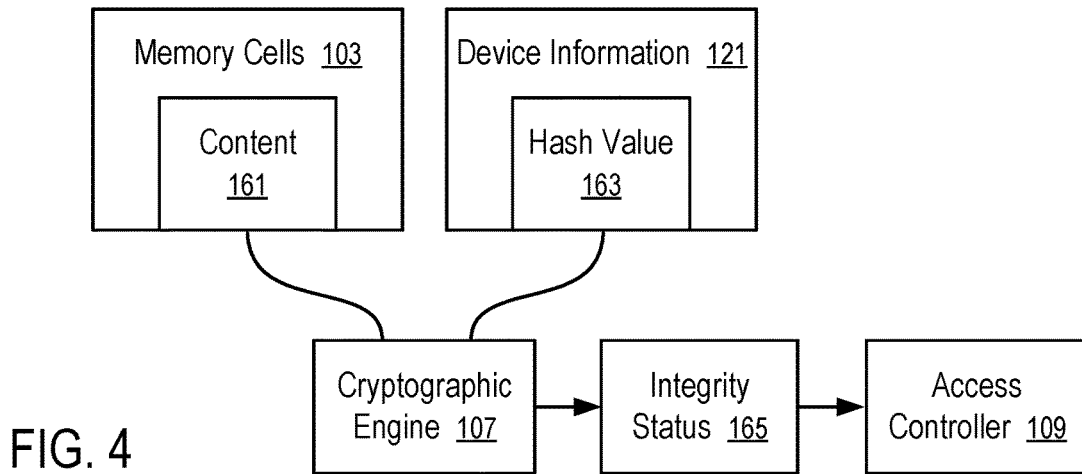 Memory Cells 103
Device Information 121
Content
161
Hash Value
163
Cryptographic
Engine 107
Integrity
Status 165
Access
Controller 109
FIG. 4